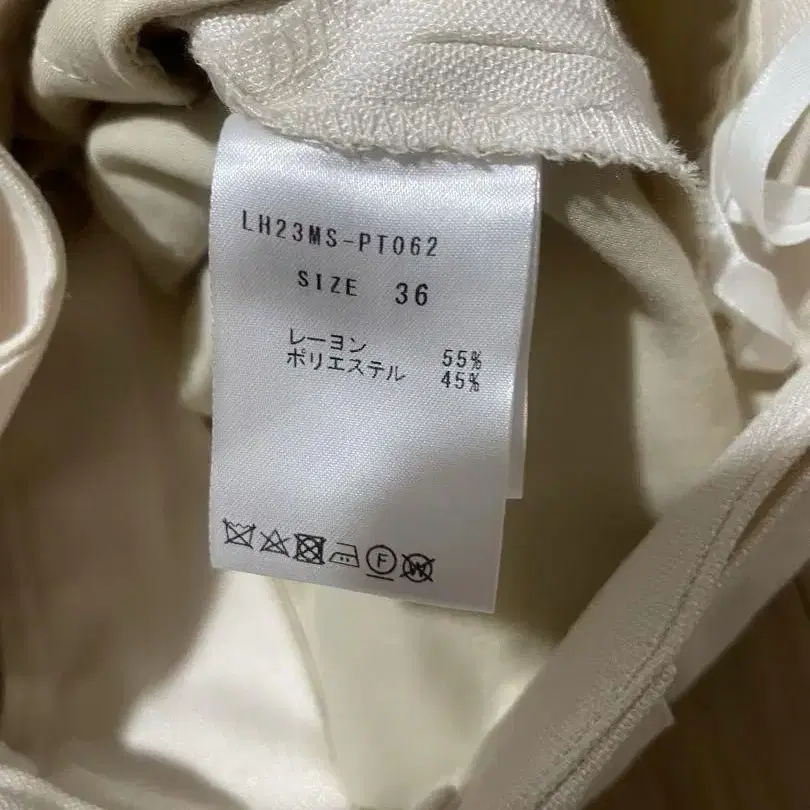 LH23MS-PT062
SIZE 36
レーヨン 55%
ポリエステル 45%
F W